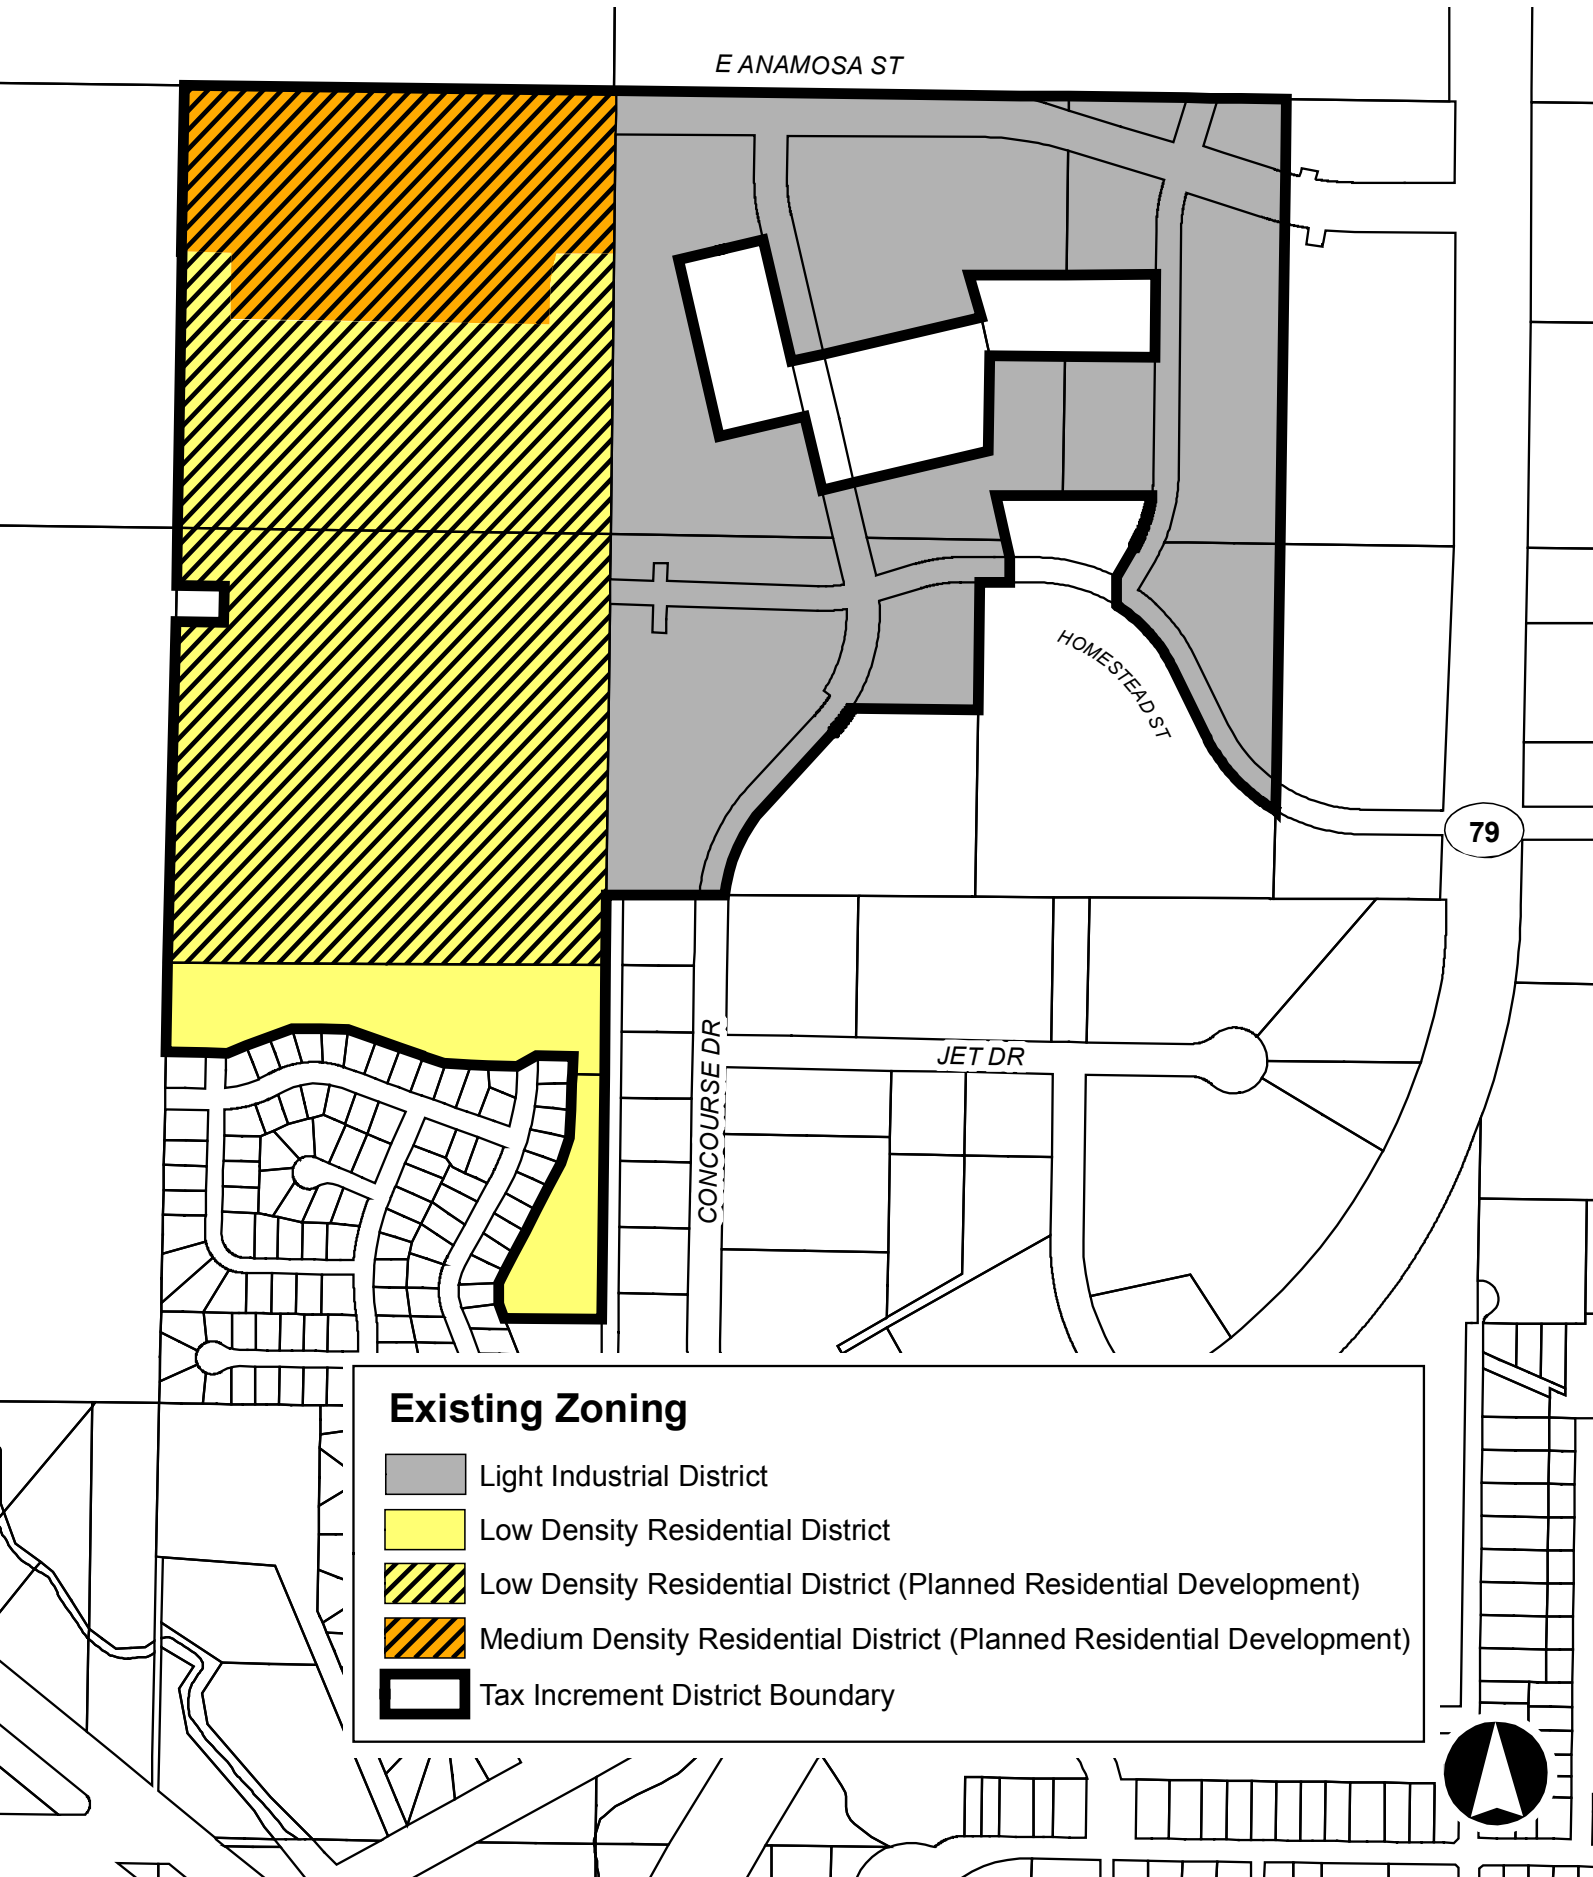 E ANAMOSA ST
HOMESTEAD ST
79
CONCOURSE DR
JET DR
Existing Zoning
Light Industrial District
Low Density Residential District
Low Density Residential District (Planned Residential Development)
Medium Density Residential District (Planned Residential Development)
Tax Increment District Boundary